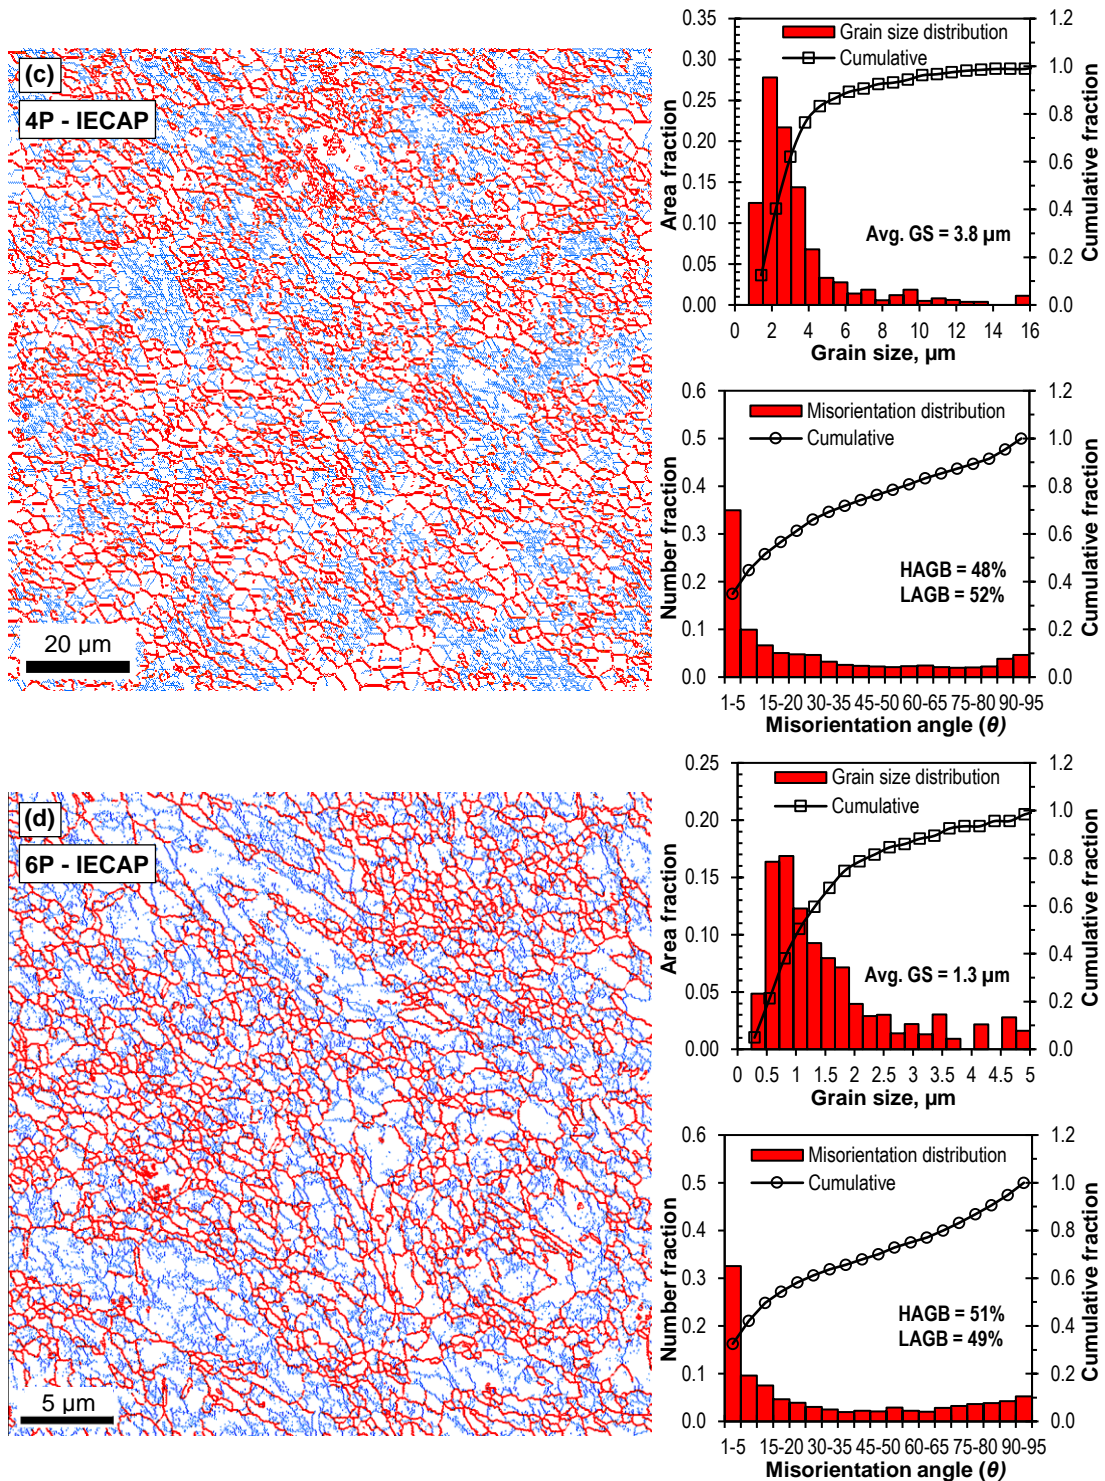 (c)
4P - IECAP
20 µm
0.35
0.30
0.25
0.20
0.15
0.10
0.05
0.00
Area fraction
Grain size distribution
Cumulative
Avg. GS = 3.8 µm
1.2
1.0
0.8
0.6
0.4
0.2
0.0
Cumulative fraction
0 2 4 6 8 10 12 14 16
Grain size, µm
0.6
0.5
0.4
0.3
0.2
0.1
0.0
Number fraction
Misorientation distribution
Cumulative
HAGB = 48%
LAGB = 52%
1.2
1.0
0.8
0.6
0.4
0.2
0.0
Cumulative fraction
1-5 15-20 30-35 45-50 60-65 75-80 90-95
Misorientation angle (θ)
(d)
6P - IECAP
5 µm
0.25
0.20
0.15
0.10
0.05
0.00
Area fraction
Grain size distribution
Cumulative
Avg. GS = 1.3 µm
1.2
1.0
0.8
0.6
0.4
0.2
0.0
Cumulative fraction
0 0.5 1 1.5 2 2.5 3 3.5 4 4.5 5
Grain size, µm
0.6
0.5
0.4
0.3
0.2
0.1
0.0
Number fraction
Misorientation distribution
Cumulative
HAGB = 51%
LAGB = 49%
1.2
1.0
0.8
0.6
0.4
0.2
0.0
Cumulative fraction
1-5 15-20 30-35 45-50 60-65 75-80 90-95
Misorientation angle (θ)